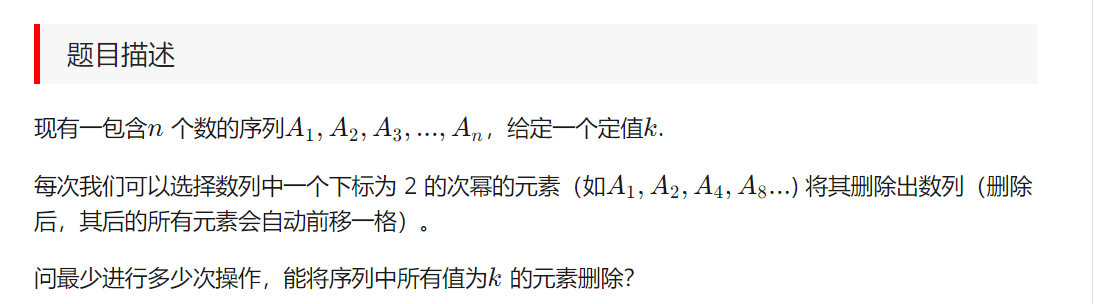 题目描述
现有一包含n 个数的序列A₁, A₂, A₃, ..., Aₙ，给定一个定值k.
每次我们可以选择数列中一个下标为 2 的次幂的元素（如A₁, A₂, A₄, A₈...) 将其删除出数列（删除
后，其后的所有元素会自动前移一格）。
问最少进行多少次操作，能将序列中所有值为k 的元素删除？